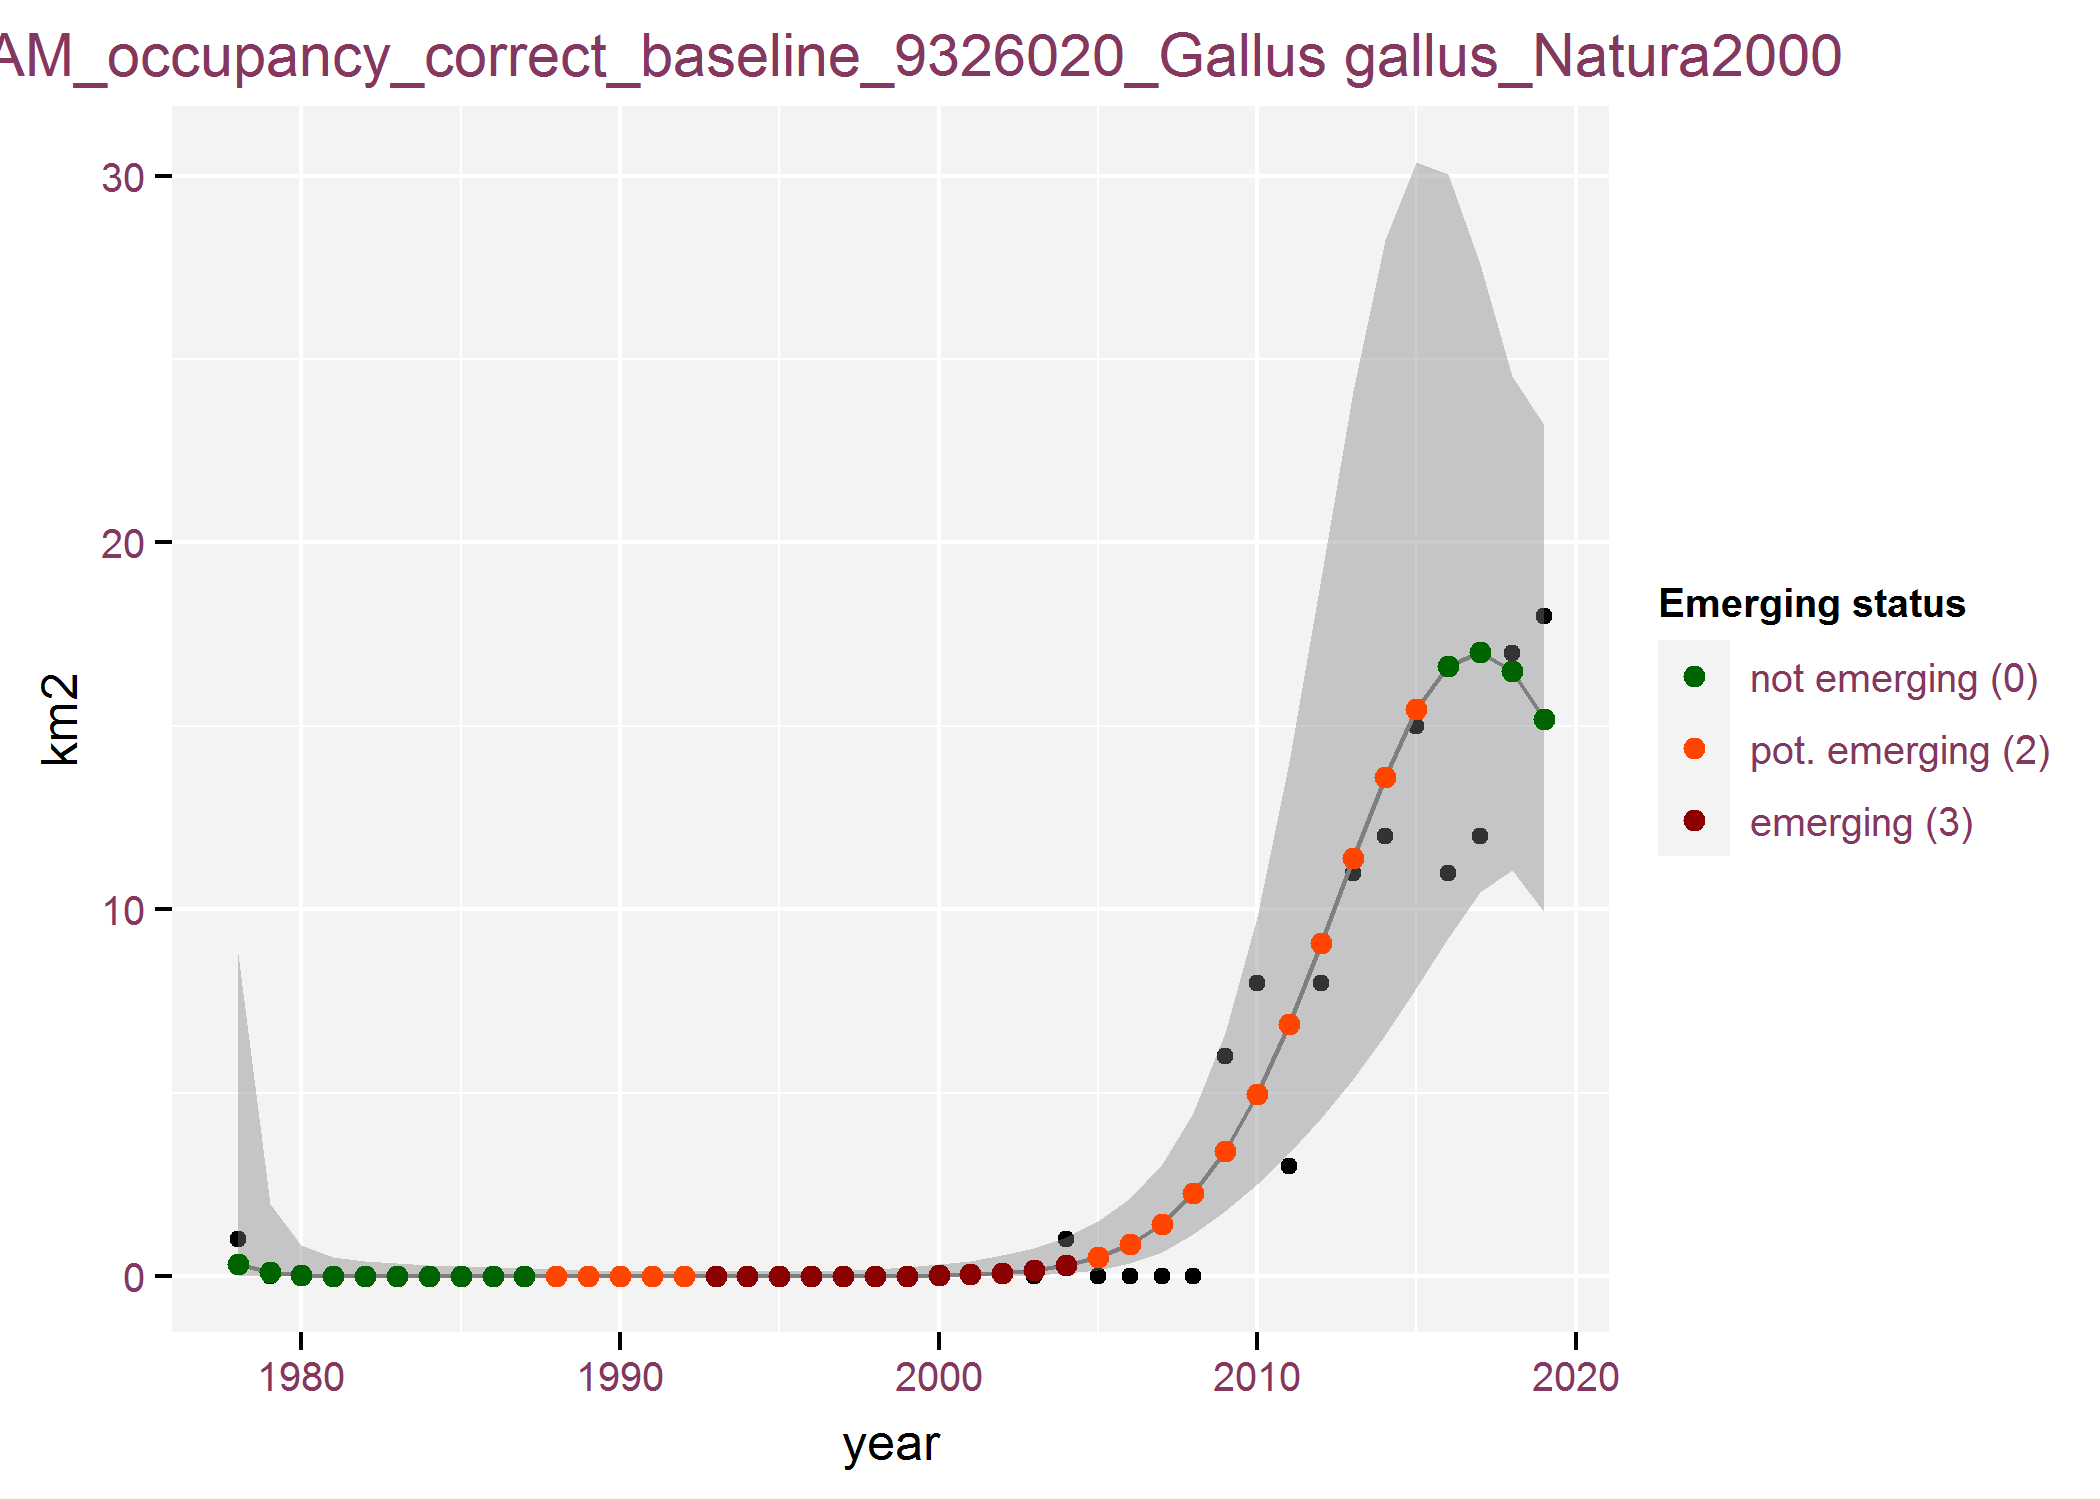 AM_occupancy_correct_baseline_9326020_Gallus gallus_Natura2000
30
20
10
0
km2
1980 1990 2000 2010 2020
year
Emerging status
not emerging (0)
pot. emerging (2)
emerging (3)